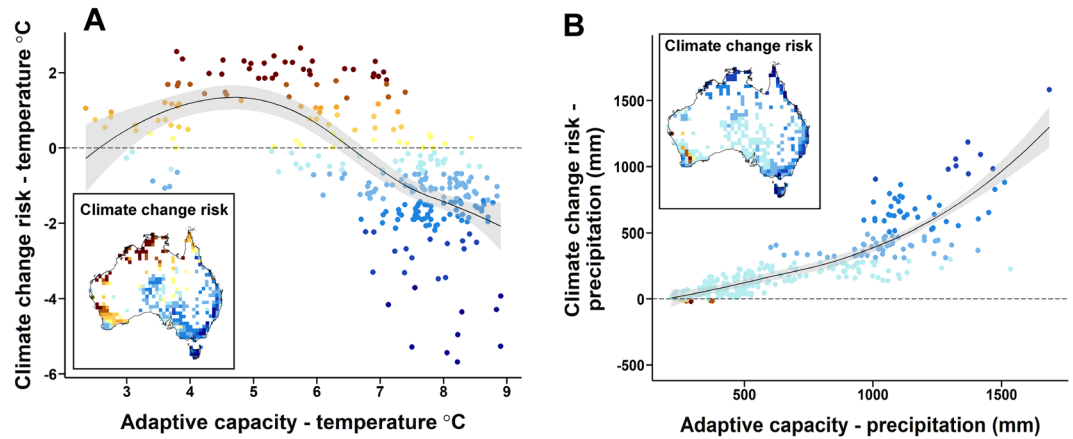 A
Climate change risk - temperature °C
2
0
-2
-4
-6
Climate change risk
3
4
5
6
7
8
9
Adaptive capacity - temperature °C
B
Climate change risk -
precipitation (mm)
1500
1000
500
0
-500
Climate change risk
500
1000
1500
Adaptive capacity - precipitation (mm)